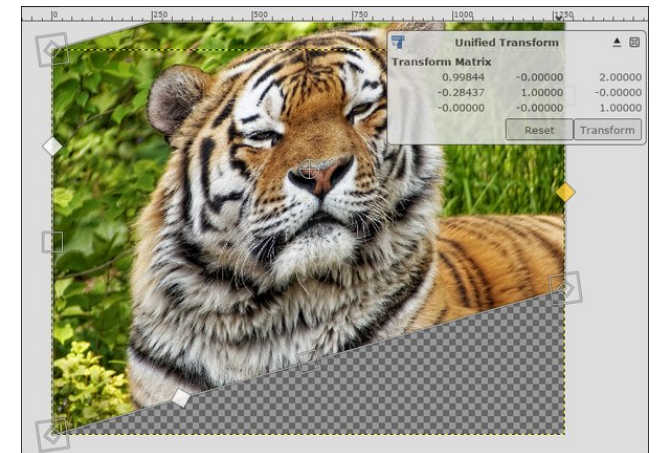 0 250 500 750 1000 1250
Unified Transform
Transform Matrix
0.99844 -0.00000 2.00000
-0.28437 1.00000 -0.00000
-0.00000 -0.00000 1.00000
Reset Transform